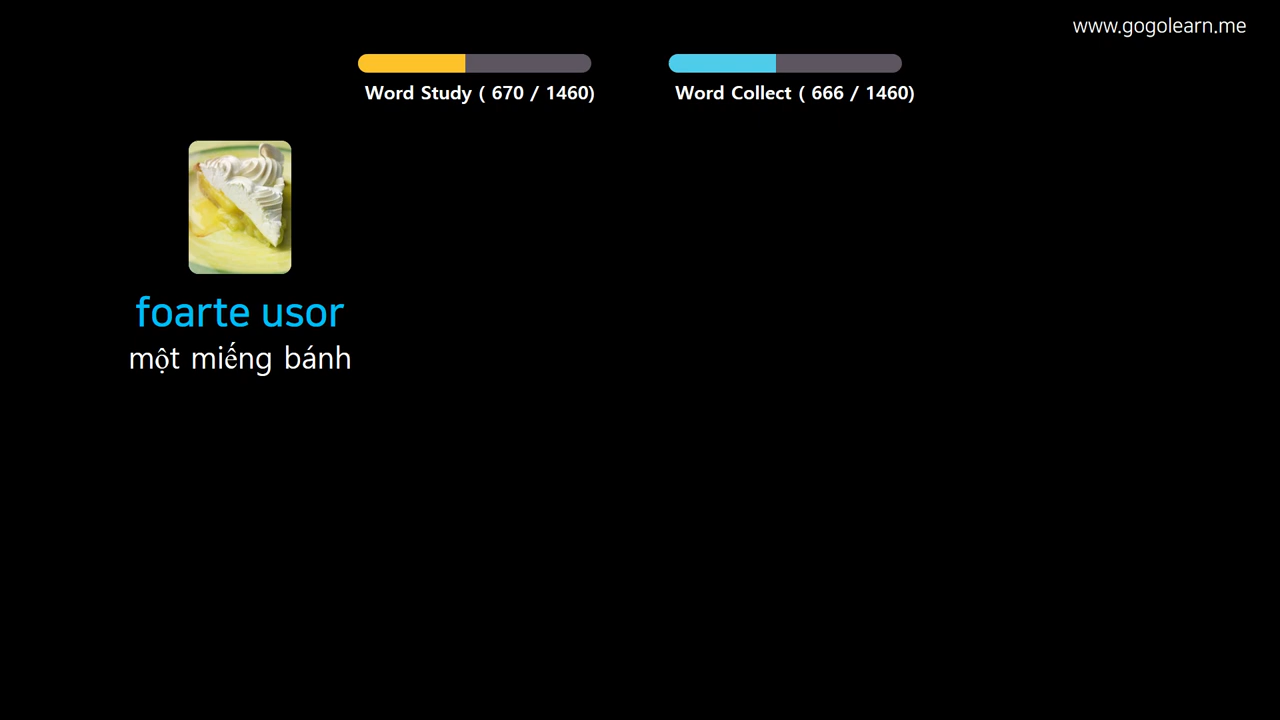 www.gogolearn.me
Word Study ( 670 / 1460)
Word Collect ( 666 / 1460)
foarte usor
một miếng bánh